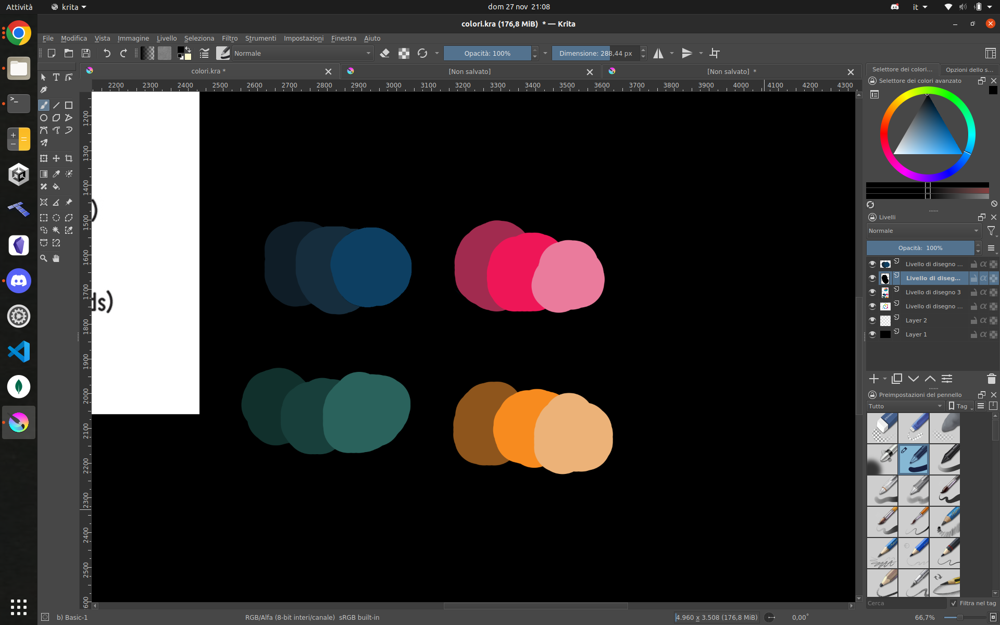 Attività
krita
dom 27 nov  21:08
it
colori.kra (176,8 MiB)  * — Krita
File
Modifica
Vista
Immagine
Livello
Seleziona
Filtro
Strumenti
Impostazioni
Finestra
Aiuto
Normale
Opacità: 100%
Dimensione: 288,44 px
colori.kra *
[Non salvato]
[Non salvato]  *
Selettore dei colori...
Opzioni dello s...
2200 2300 2400 2500 2600 2700 2800 2900 3000 3100 3200 3300 3400 3500 3600 3700 3800 3900 4000 4100 4200 4300
1200
1300
1400
1500
1600
1700
1800
1900
2000
2100
2200
2300
2400
2500
600
)
ds)
Selettore dei colori avanzato
Livelli
Normale
Opacità:  100%
Livello di disegno ...
Livello di diseg...
Livello di disegno 3
Livello di disegno ...
Layer 2
Layer 1
Preimpostazioni del pennello
Tutto
Tag
Cerca
Filtra nel tag
b) Basic-1
RGB/Alfa (8-bit interi/canale)  sRGB built-in
4.960 x 3.508 (176,8 MiB)
0,00°
66,7%